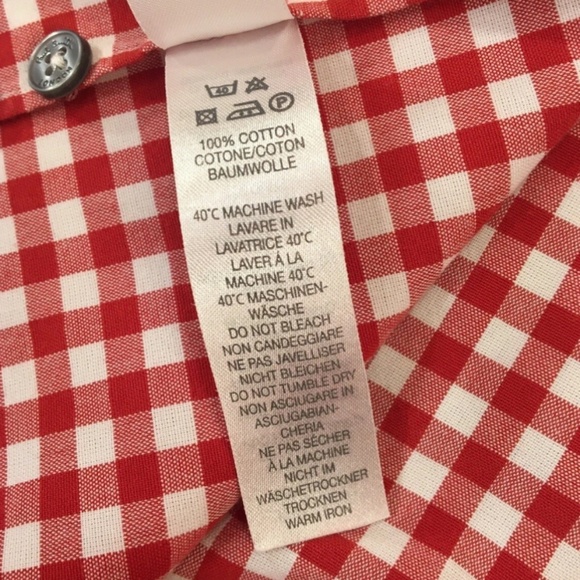 40
P
100% COTTON
COTONE/COTON
BAUMWOLLE
40°C MACHINE WASH
LAVARE IN
LAVATRICE 40°C
LAVER À LA
MACHINE 40°C
40°C MASCHINEN-
WÄSCHE
DO NOT BLEACH
NON CANDEGGIARE
NE PAS JAVELLISER
NICHT BLEICHEN
DO NOT TUMBLE DRY
NON ASCIUGARE IN
ASCIUGABIAN-
CHERIA
NE PAS SÉCHER
À LA MACHINE
NICHT IM
WÄSCHETROCKNER
TROCKNEN
WARM IRON